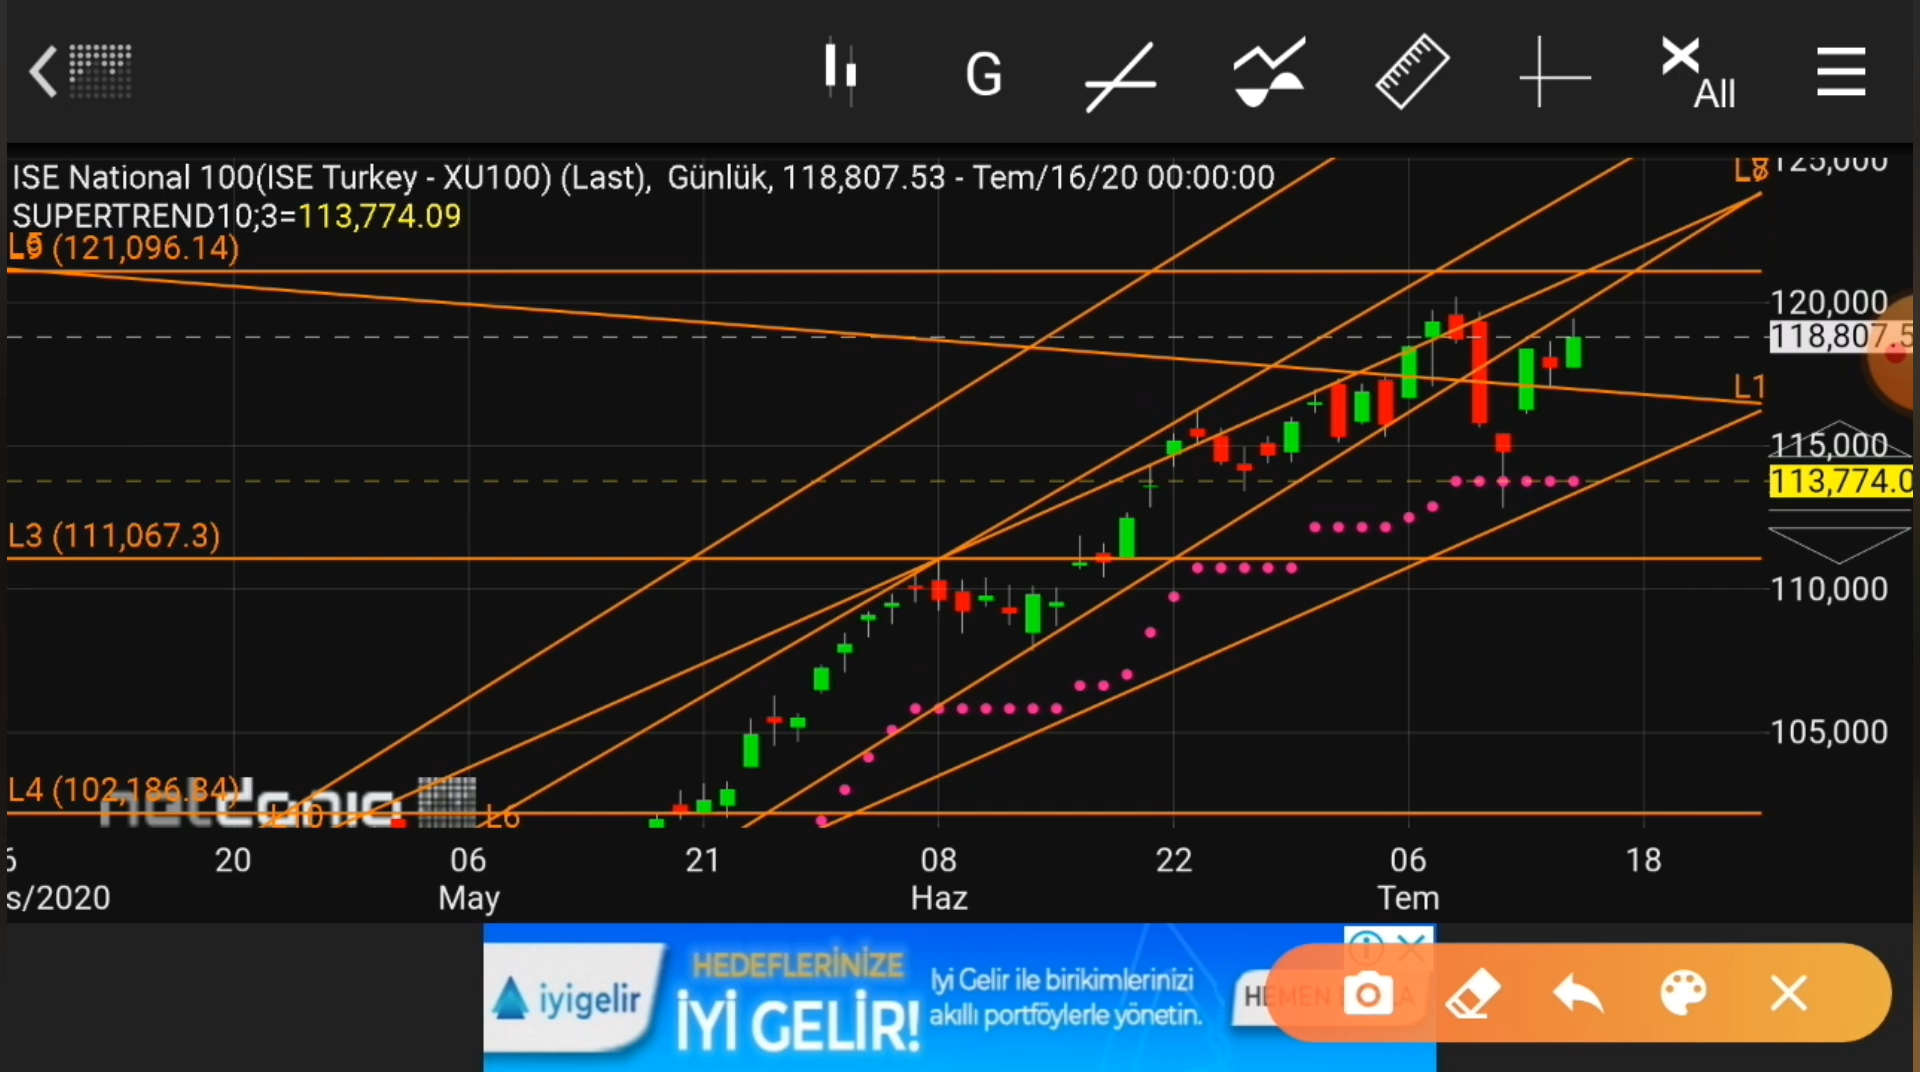 G
All
ISE National 100(ISE Turkey - XU100) (Last), Günlük, 118,807.53 - Tem/16/20 00:00:00
SUPERTREND10;3=113,774.09
(121,096.14)
125,000
120,000
118,807.5
L1
115,000
113,774.0
L3 (111,067.3)
110,000
105,000
L4 (102,186.84)
L6
20
06
21
08
22
06
18
s/2020
May
Haz
Tem
iyigelir
HEDEFLERİNİZE
İYİ GELİR!
İyi Gelir ile birikimlerinizi
akıllı portföylerle yönetin.